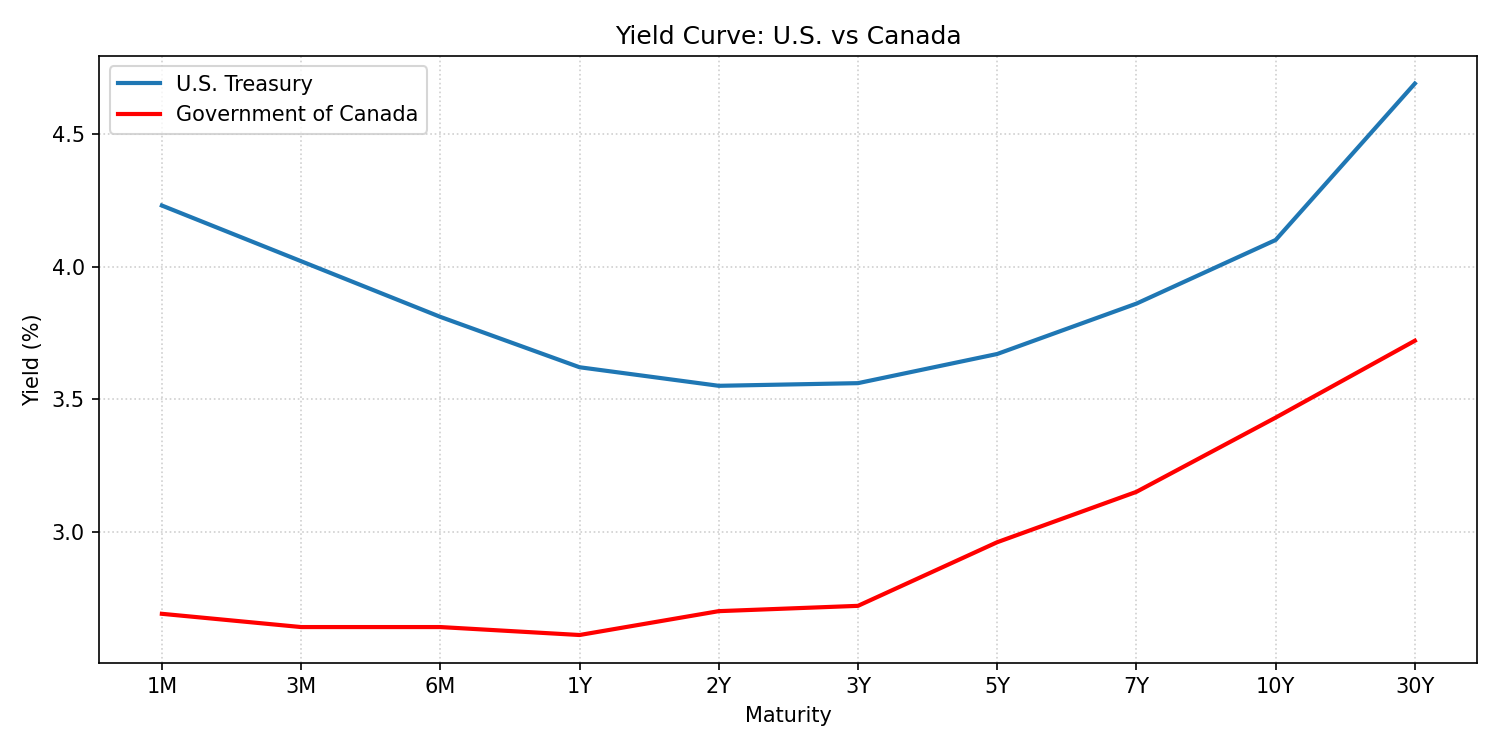 Yield Curve: U.S. vs Canada
U.S. Treasury
Government of Canada
4.5
4.0
3.5
3.0
Yield (%)
1M 3M 6M 1Y 2Y 3Y 5Y 7Y 10Y 30Y
Maturity